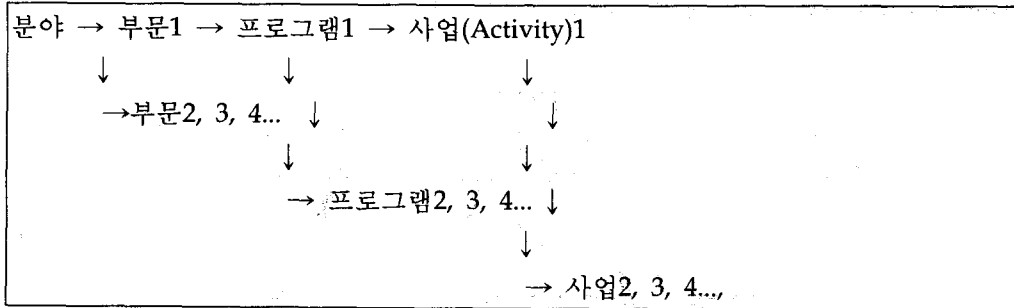 분야 → 부문1 → 프로그램1 → 사업(Activity)1
↓ ↓ ↓
→부문2, 3, 4... ↓ ↓
↓ ↓
→ 프로그램2, 3, 4... ↓
↓
→ 사업2, 3, 4...,